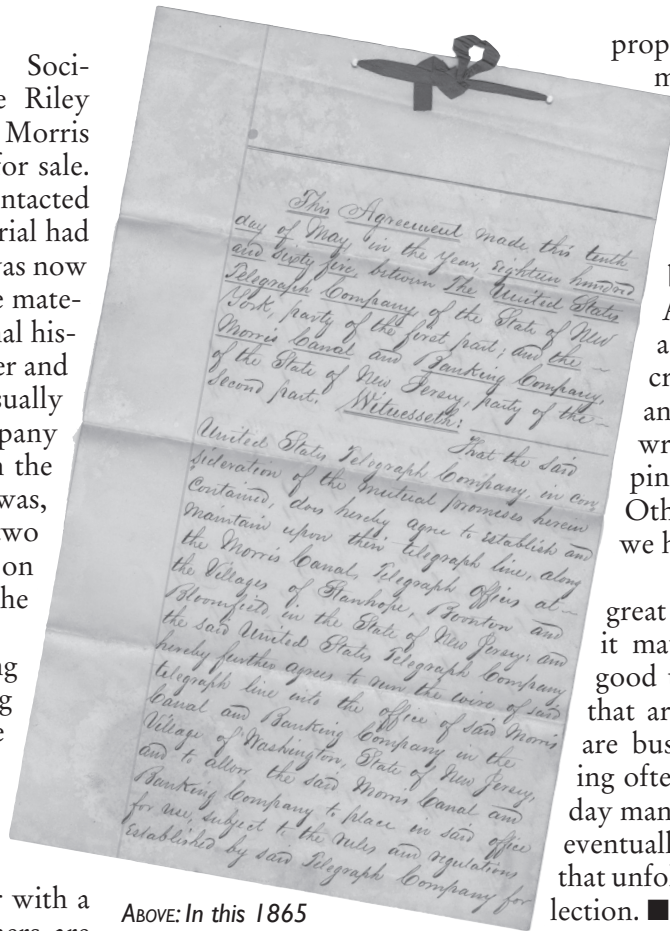 Soci-
Riley
Morris
for sale.
ntacted
rial had
was now
e mate-
nal his-
er and
sually
pany
n the
was,
two
on
he
ng
g
e
r with a
This Agreement made this tenth
day of May in the year, eighteen hundred
and sixty five, between The United States
Telegraph Company of the State of New
York, party of the first part; and the ~
Morris Canal and Banking Company,
of the State of New Jersey, party of the ~
Second part. Witnesseth:
That the said
United States Telegraph Company, in con
sideration of the mutual promises herein
contained, does hereby agree to establish and
maintain upon their telegraph line, along
the Morris Canal, Telegraph Offices at ~
the Villages of Stanhope, Boonton and
Bloomfield, in the State of New Jersey; and
the said United States Telegraph Company
hereby further agrees to run the wire of said
telegraph line into the office of said Morris
Canal and Banking Company in the
Village of Washington, State of New Jersey,
and to allow the said Morris Canal and
Banking Company to place in said office
for use, subject to the rules and regulations
established by said Telegraph Company for
ABOVE: In this 1865
prop
m
a
cr
an
wr
pin
Oth
we h
great
it ma
good
that ar
are bus
ing ofte
day man
eventuall
that unfol
lection. ■